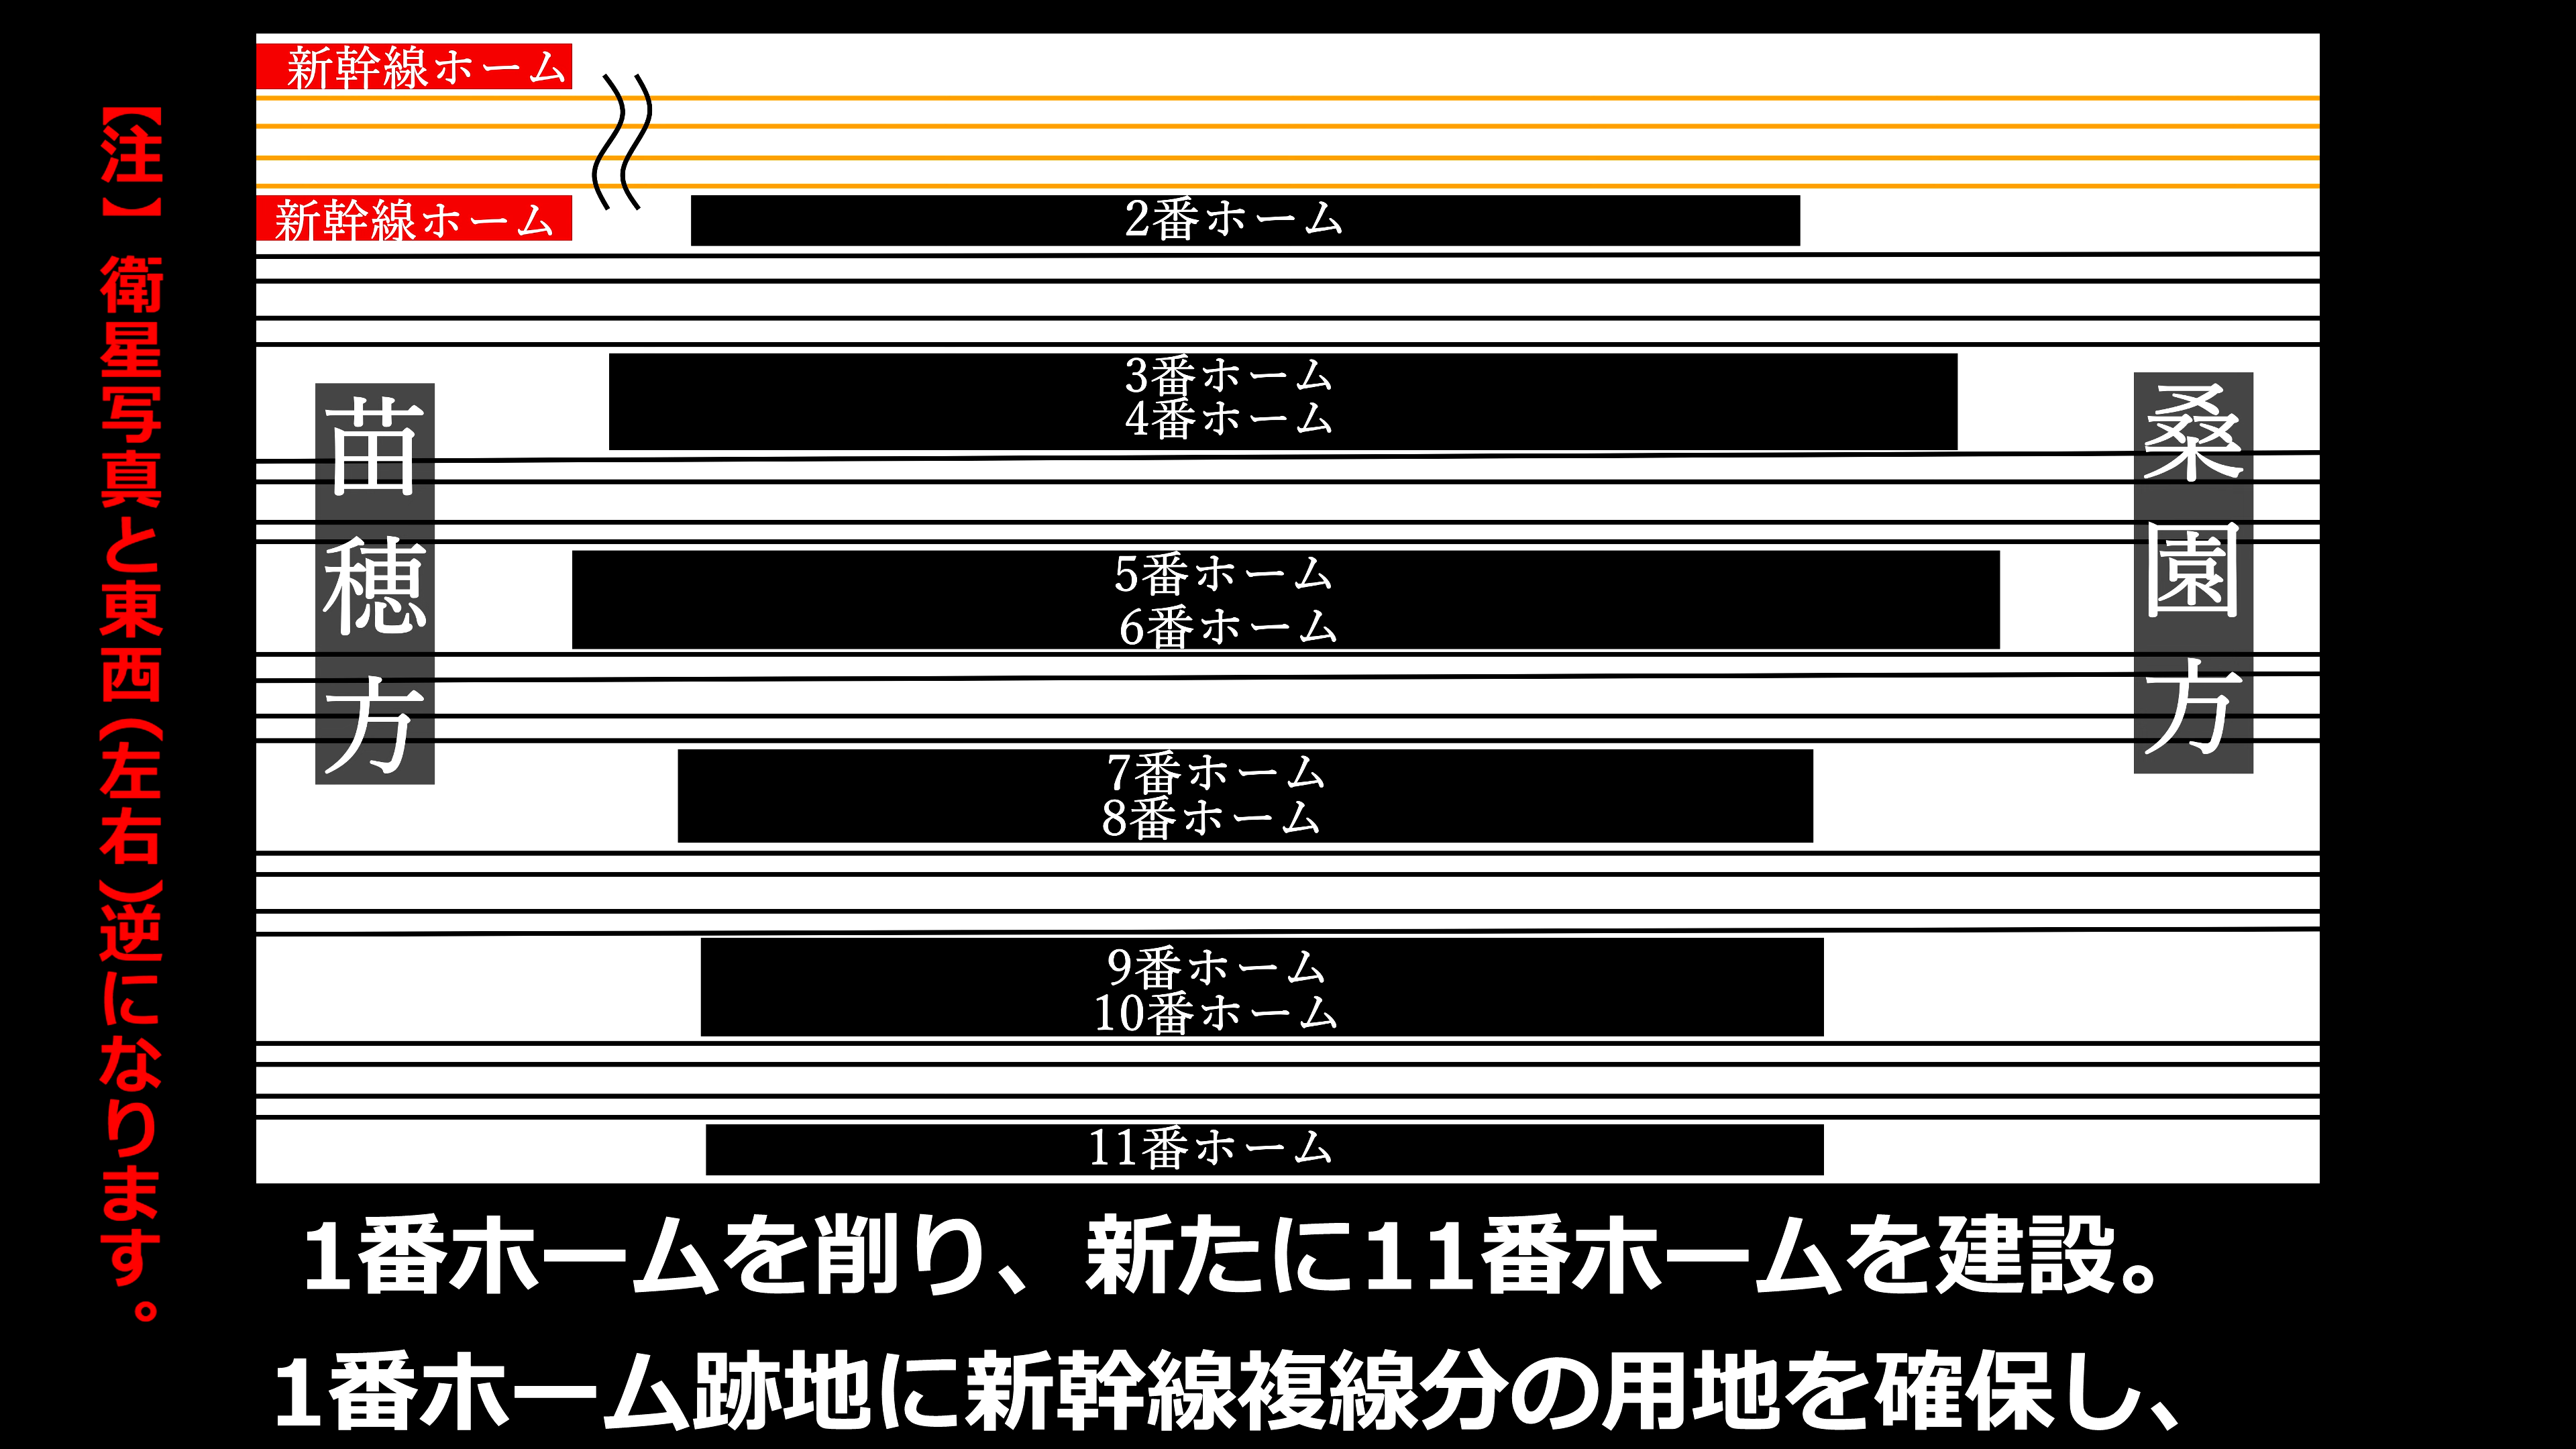 【注】衛星写真と東西(左右)逆になります。
新幹線ホーム
新幹線ホーム
2番ホーム
3番ホーム
4番ホーム
苗穂方
桑園方
5番ホーム
6番ホーム
7番ホーム
8番ホーム
9番ホーム
10番ホーム
11番ホーム
1番ホームを削り、新たに11番ホームを建設。
1番ホーム跡地に新幹線複線分の用地を確保し、